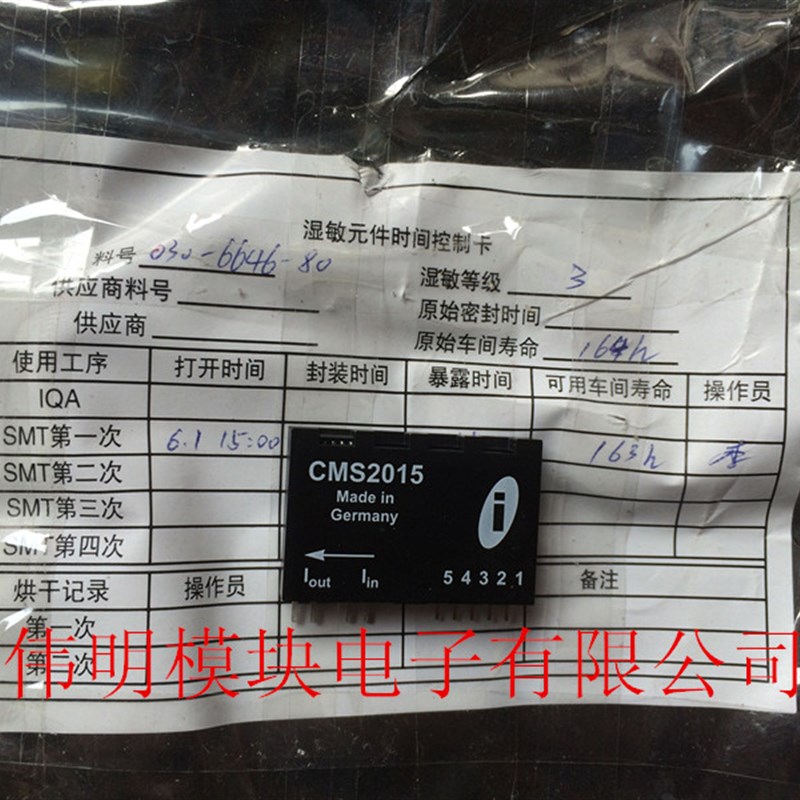 湿敏元件时间控制卡
料号 030-6646-80
湿敏等级 3
供应商料号
原始密封时间
供应商
原始车间寿命 164h
使用工序 打开时间 封装时间 暴露时间 可用车间寿命 操作员
IQA
SMT第一次 6.1 15:00 163h
SMT第二次
SMT第三次
SMT第四次
烘干记录 操作员 备注
第一次
CMS2015
Made in
Germany
i
Iout Iin 5 4 3 2 1
伟明模块电子有限公司